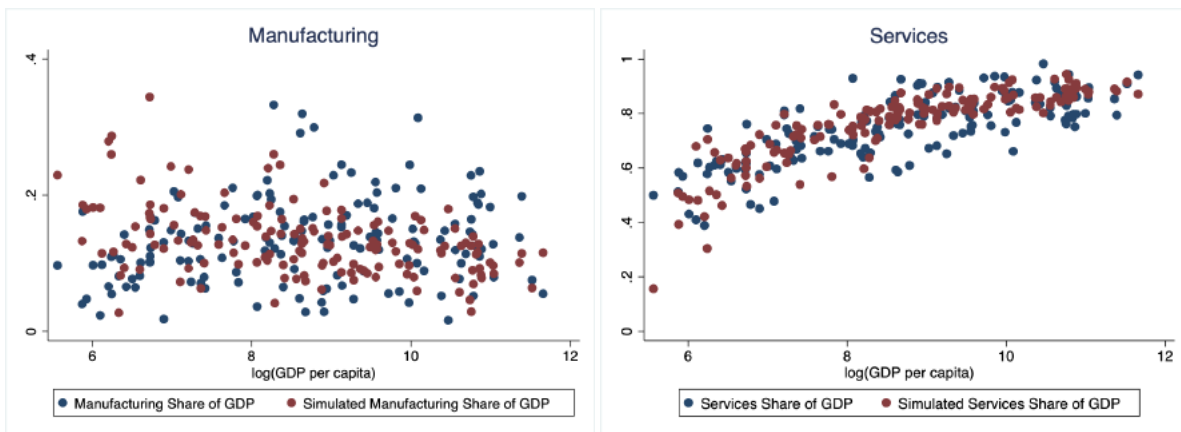 Manufacturing
.4
.2
0
6 8 10 12
log(GDP per capita)
Manufacturing Share of GDP Simulated Manufacturing Share of GDP
Services
1
.8
.6
.4
.2
0
6 8 10 12
log(GDP per capita)
Services Share of GDP Simulated Services Share of GDP